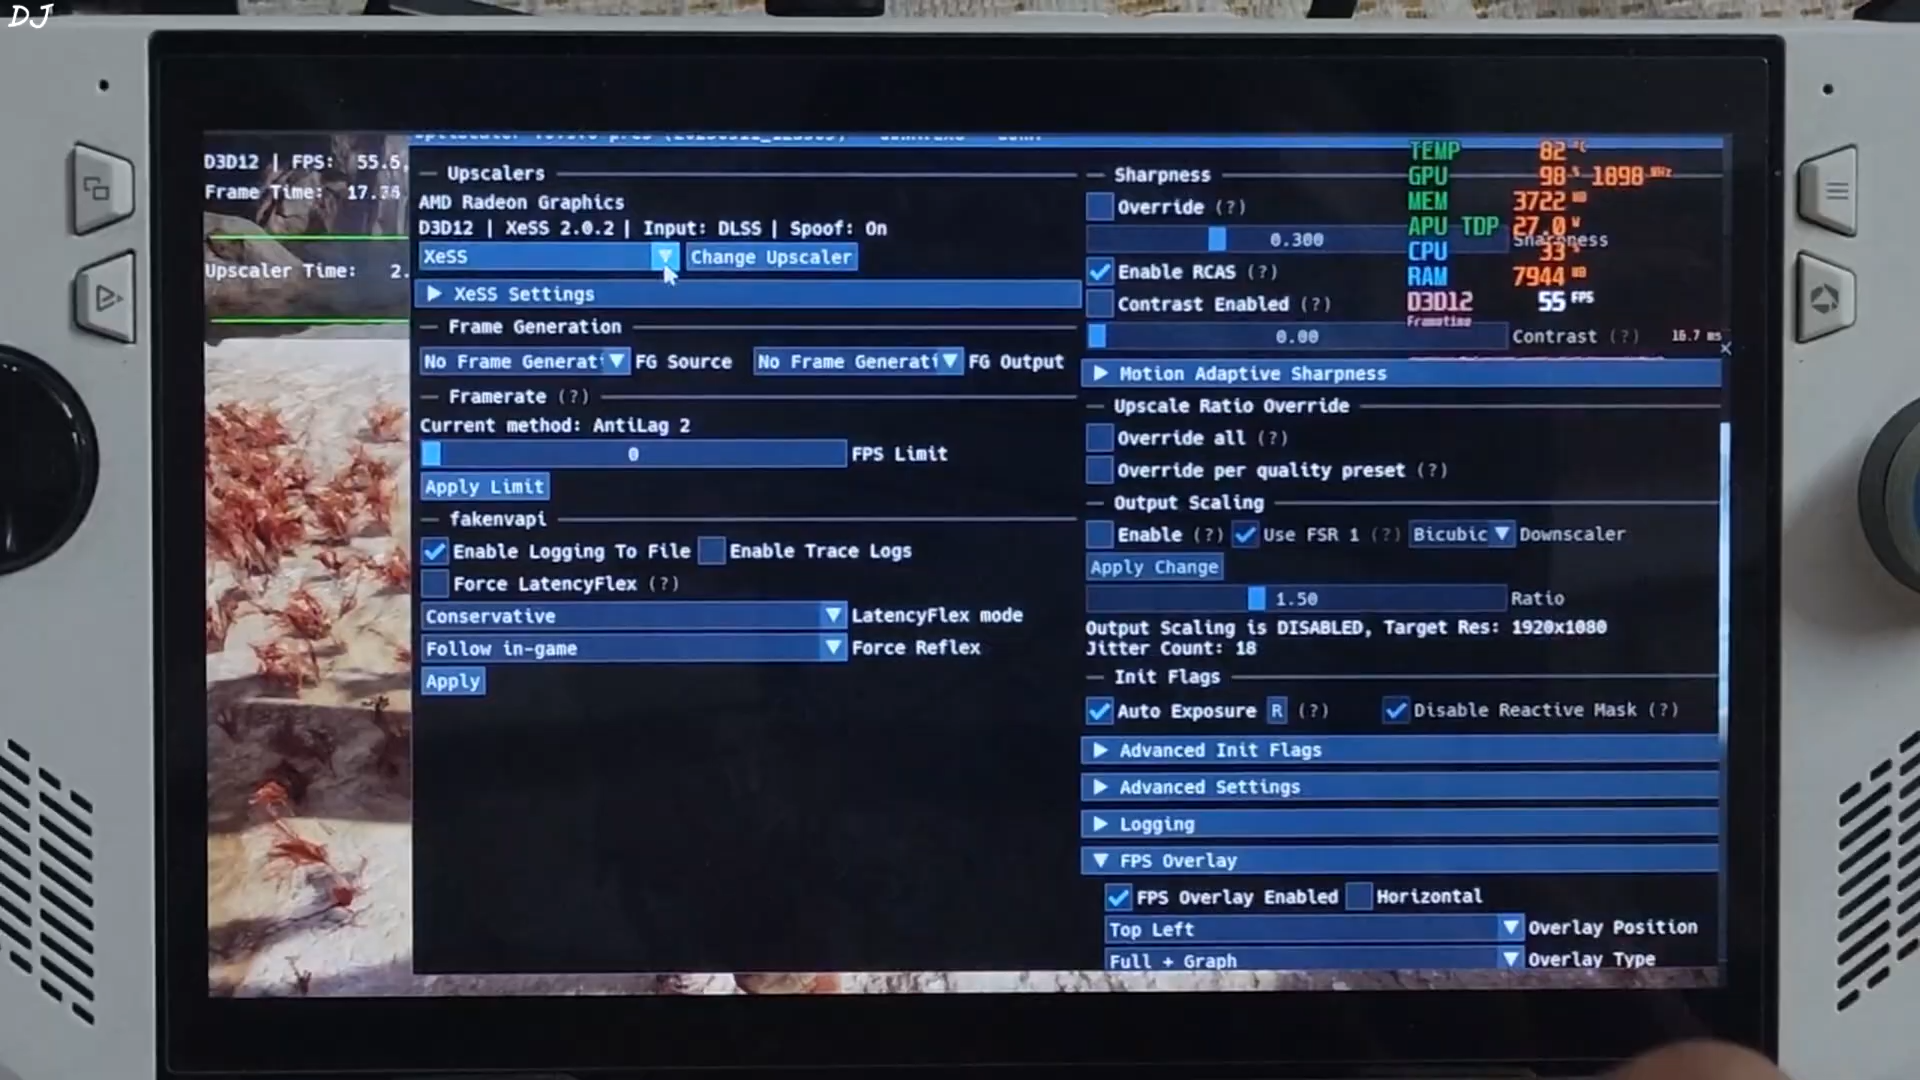 DJ
D3D12 | FPS: 55.5,
Frame Time: 17.36
Upscaler Time: 2.
Upscalers
AMD Radeon Graphics
D3D12 | XeSS 2.0.2 | Input: DLSS | Spoof: On
XeSS Change Upscaler
XeSS Settings
Frame Generation
No Frame Generati FG Source No Frame Generati FG Output
Framerate (?)
Current method: AntiLag 2
0 FPS Limit
Apply Limit
fakenvapi
Enable Logging To File Enable Trace Logs
Force LatencyFlex (?)
Conservative LatencyFlex mode
Follow in-game Force Reflex
Apply
Sharpness
Override (?)
0.300 Sharpness
Enable RCAS (?)
Contrast Enabled (?)
0.00 Contrast (?)
Motion Adaptive Sharpness
Upscale Ratio Override
Override all (?)
Override per quality preset (?)
Output Scaling
Enable (?) Use FSR 1 (?) Bicubic Downscaler
Apply Change
1.50 Ratio
Output Scaling is DISABLED, Target Res: 1920x1080
Jitter Count: 18
Init Flags
Auto Exposure R (?) Disable Reactive Mask (?)
Advanced Init Flags
Advanced Settings
Logging
FPS Overlay
FPS Overlay Enabled Horizontal
Top Left Overlay Position
Full + Graph Overlay Type
TEMP 82 °C
GPU 98 % 1898 MHz
MEM 3722 MB
APU TDP 27.0 W
CPU 33 %
RAM 7944 MB
D3D12 55 FPS
Frametime
16.7 ms